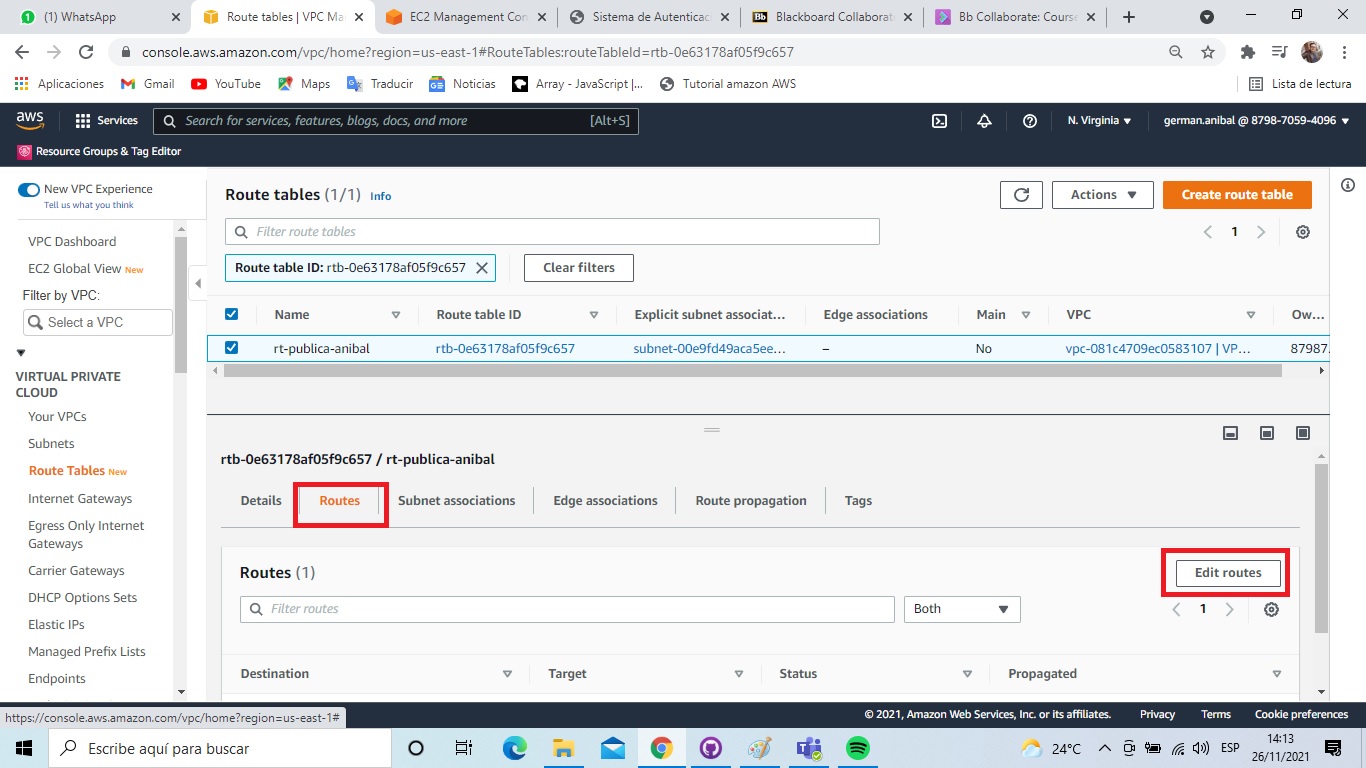 (1) WhatsApp
Route tables | VPC Ma
EC2 Management Con
Sistema de Autenticac
Blackboard Collaborat
Bb Collaborate: Course
console.aws.amazon.com/vpc/home?region=us-east-1#RouteTables:routeTableId=rtb-0e63178af05f9c657
Aplicaciones Gmail YouTube Maps Traducir Noticias Array - JavaScript |... Tutorial amazon AWS Lista de lectura
aws Services Search for services, features, blogs, docs, and more [Alt+S] N. Virginia german.anibal @ 8798-7059-4096
Resource Groups & Tag Editor
New VPC Experience
Tell us what you think
VPC Dashboard
EC2 Global View New
Filter by VPC:
Select a VPC
VIRTUAL PRIVATE
CLOUD
Your VPCs
Subnets
Route Tables New
Internet Gateways
Egress Only Internet
Gateways
Carrier Gateways
DHCP Options Sets
Elastic IPs
Managed Prefix Lists
Endpoints
Route tables (1/1) Info
Actions
Create route table
Filter route tables
1
Route table ID: rtb-0e63178af05f9c657
Clear filters
Name Route table ID Explicit subnet associat... Edge associations Main VPC Ow...
rt-publica-anibal rtb-0e63178af05f9c657 subnet-00e9fd49aca5ee... – No vpc-081c4709ec0583107 | VP... 87987
rtb-0e63178af05f9c657 / rt-publica-anibal
Details Routes Subnet associations Edge associations Route propagation Tags
Routes (1)
Edit routes
Filter routes
Both
1
Destination Target Status Propagated
https://console.aws.amazon.com/vpc/home?region=us-east-1#
© 2021, Amazon Web Services, Inc. or its affiliates. Privacy Terms Cookie preferences
Escribe aquí para buscar
24°C
ESP
14:13
26/11/2021